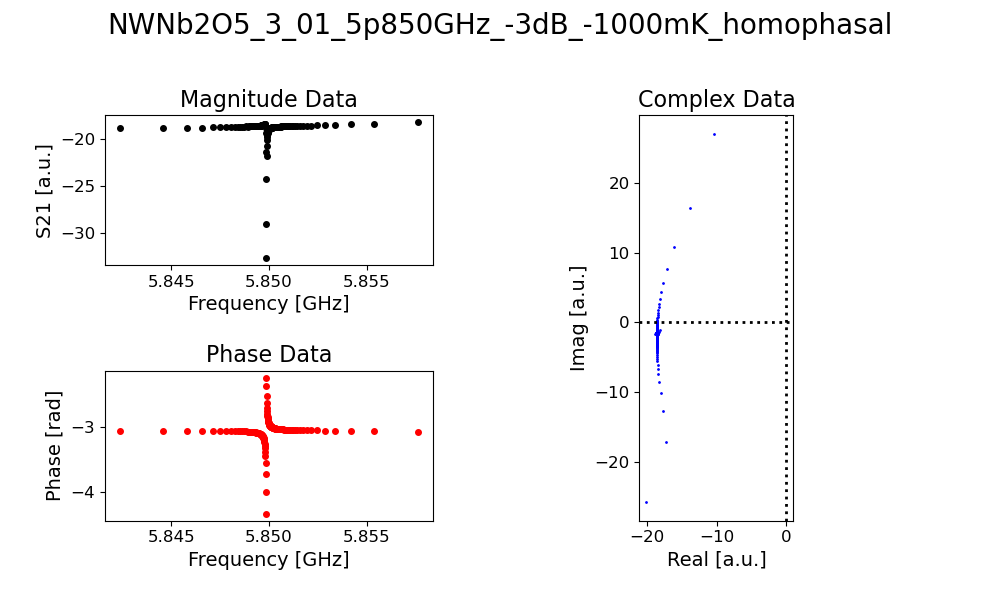 NWNb2O5_3_01_5p850GHz_-3dB_-1000mK_homophasal
Magnitude Data
S21 [a.u.]
−20
−25
−30
5.845 5.850 5.855
Frequency [GHz]
Phase Data
Phase [rad]
−3
−4
5.845 5.850 5.855
Frequency [GHz]
Complex Data
Imag [a.u.]
20
10
0
−10
−20
−20 −10 0
Real [a.u.]